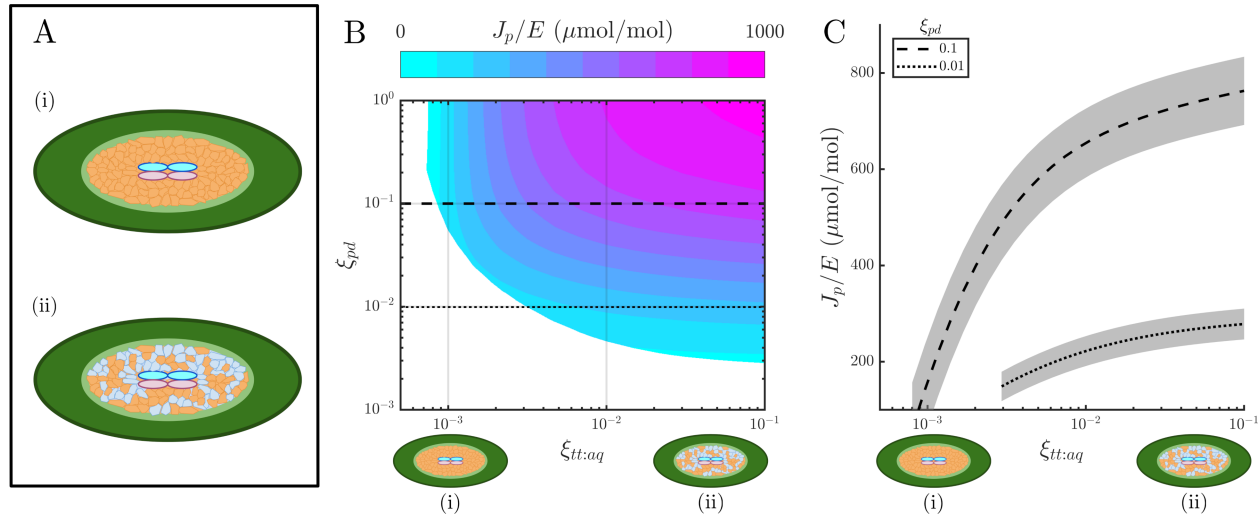 A
(i)
(ii)
B
0 J_p/E (μmol/mol) 1000
ξ_pd
10^0
10^−1
10^−2
10^−3
10^−3 10^−2 10^−1
ξ_tt:aq
(i) (ii)
C
ξ_pd
0.1
0.01
J_p/E (μmol/mol)
800
600
400
200
10^−3 10^−2 10^−1
ξ_tt:aq
(i) (ii)